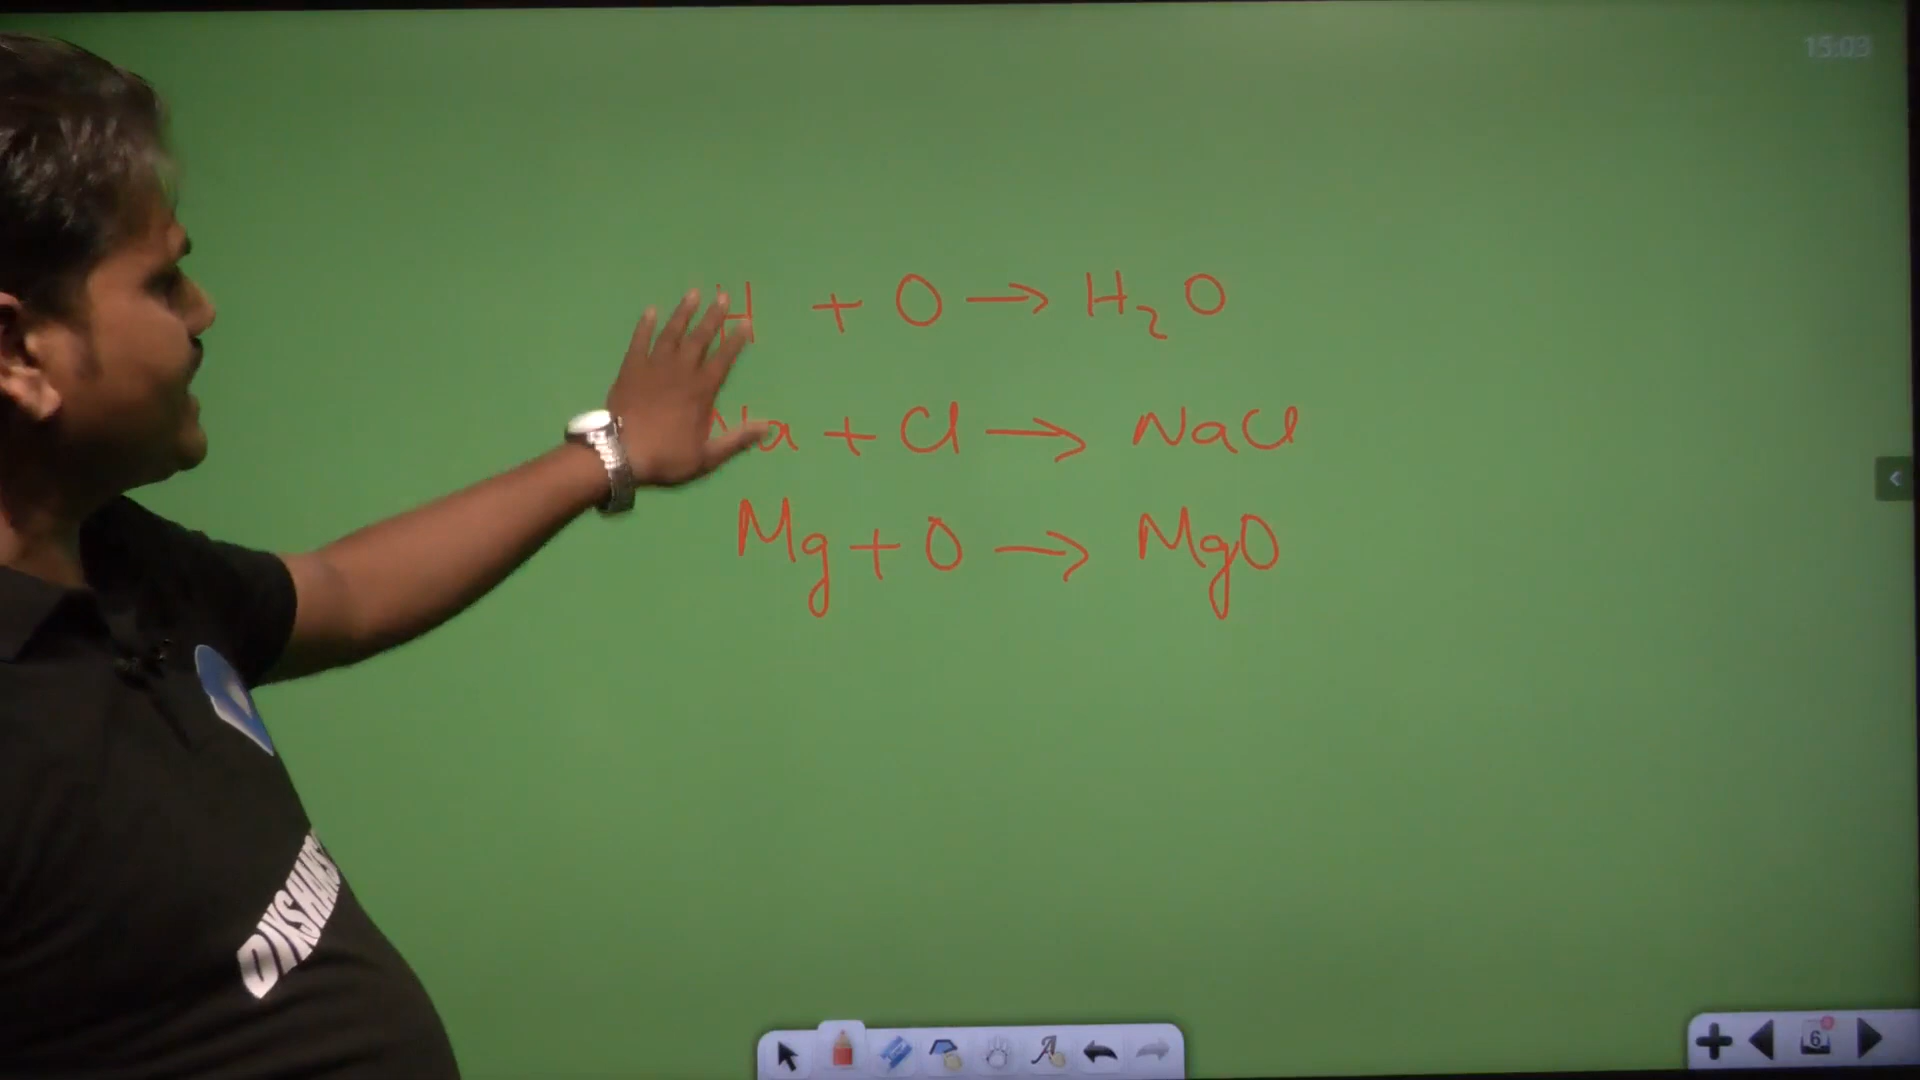 15:03
H + O → H₂O
Na + Cl → NaCl
Mg + O → MgO
6